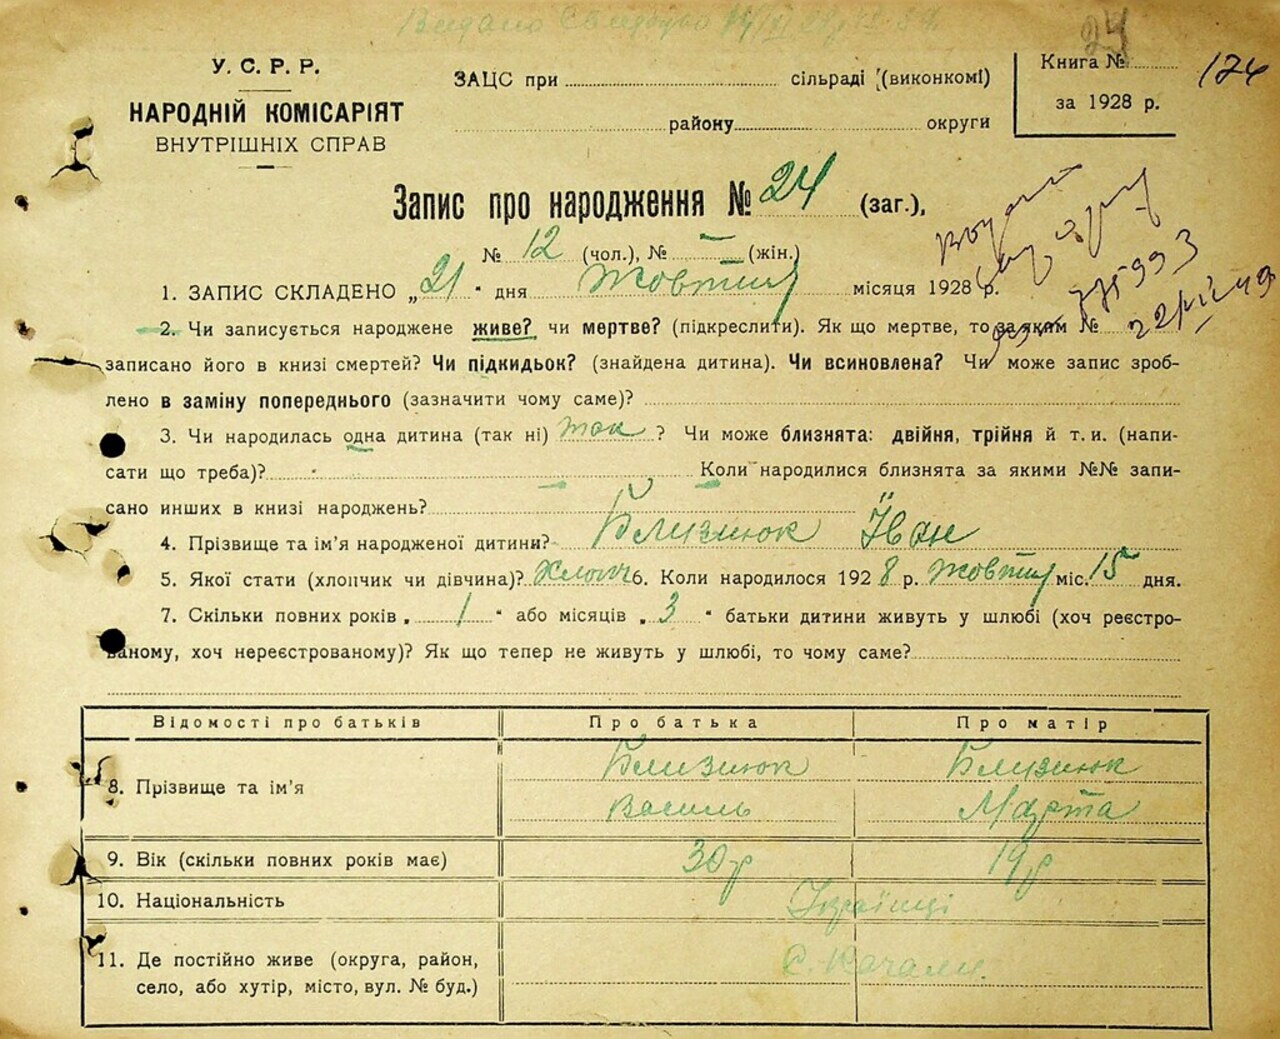 Видано
24
У. С. Р. Р.
НАРОДНІЙ КОМІСАРІЯТ
ВНУТРІШНІХ СПРАВ
ЗАЦС при сільраді (виконкомі)
району округи
Книга № 174
за 1928 р.
Запис про народження № 24 (заг.),
№ 12 (чол.), № — (жін.)
1. ЗАПИС СКЛАДЕНО „21" дня Жовтня місяця 1928 р.
2. Чи записується народжене живе? чи мертве? (підкреслити). Як що мертве, то за яким №
записано його в книзі смертей? Чи підкидьок? (знайдена дитина). Чи всиновлена? Чи може запис зроб-
лено в заміну попереднього (зазначити чому саме)?
3. Чи народилась одна дитина (так ні) так ? Чи може близнята: двійня, трійня й т. и. (напи-
сати що треба)? Коли народилися близнята за якими №№ запи-
сано инших в книзі народжень?
4. Прізвище та ім'я народженої дитини? Близнюк Іван
5. Якої стати (хлопчик чи дівчина)? Хлопч 6. Коли народилося 1928 р. Жовтня міс. 15 дня.
7. Скільки повних років „ 1 " або місяців „ 3 " батьки дитини живуть у шлюбі (хоч реєстро-
ваному, хоч нереєстрованому)? Як що тепер не живуть у шлюбі, то чому саме?
Відомості про батьків Про батька Про матір
8. Прізвище та ім'я Близнюк Василь Близнюк Марта
9. Вік (скільки повних років має) 30 р 19 р
10. Національність Українці
11. Де постійно живе (округа, район,
село, або хутір, місто, вул. № буд.) С. Качали.